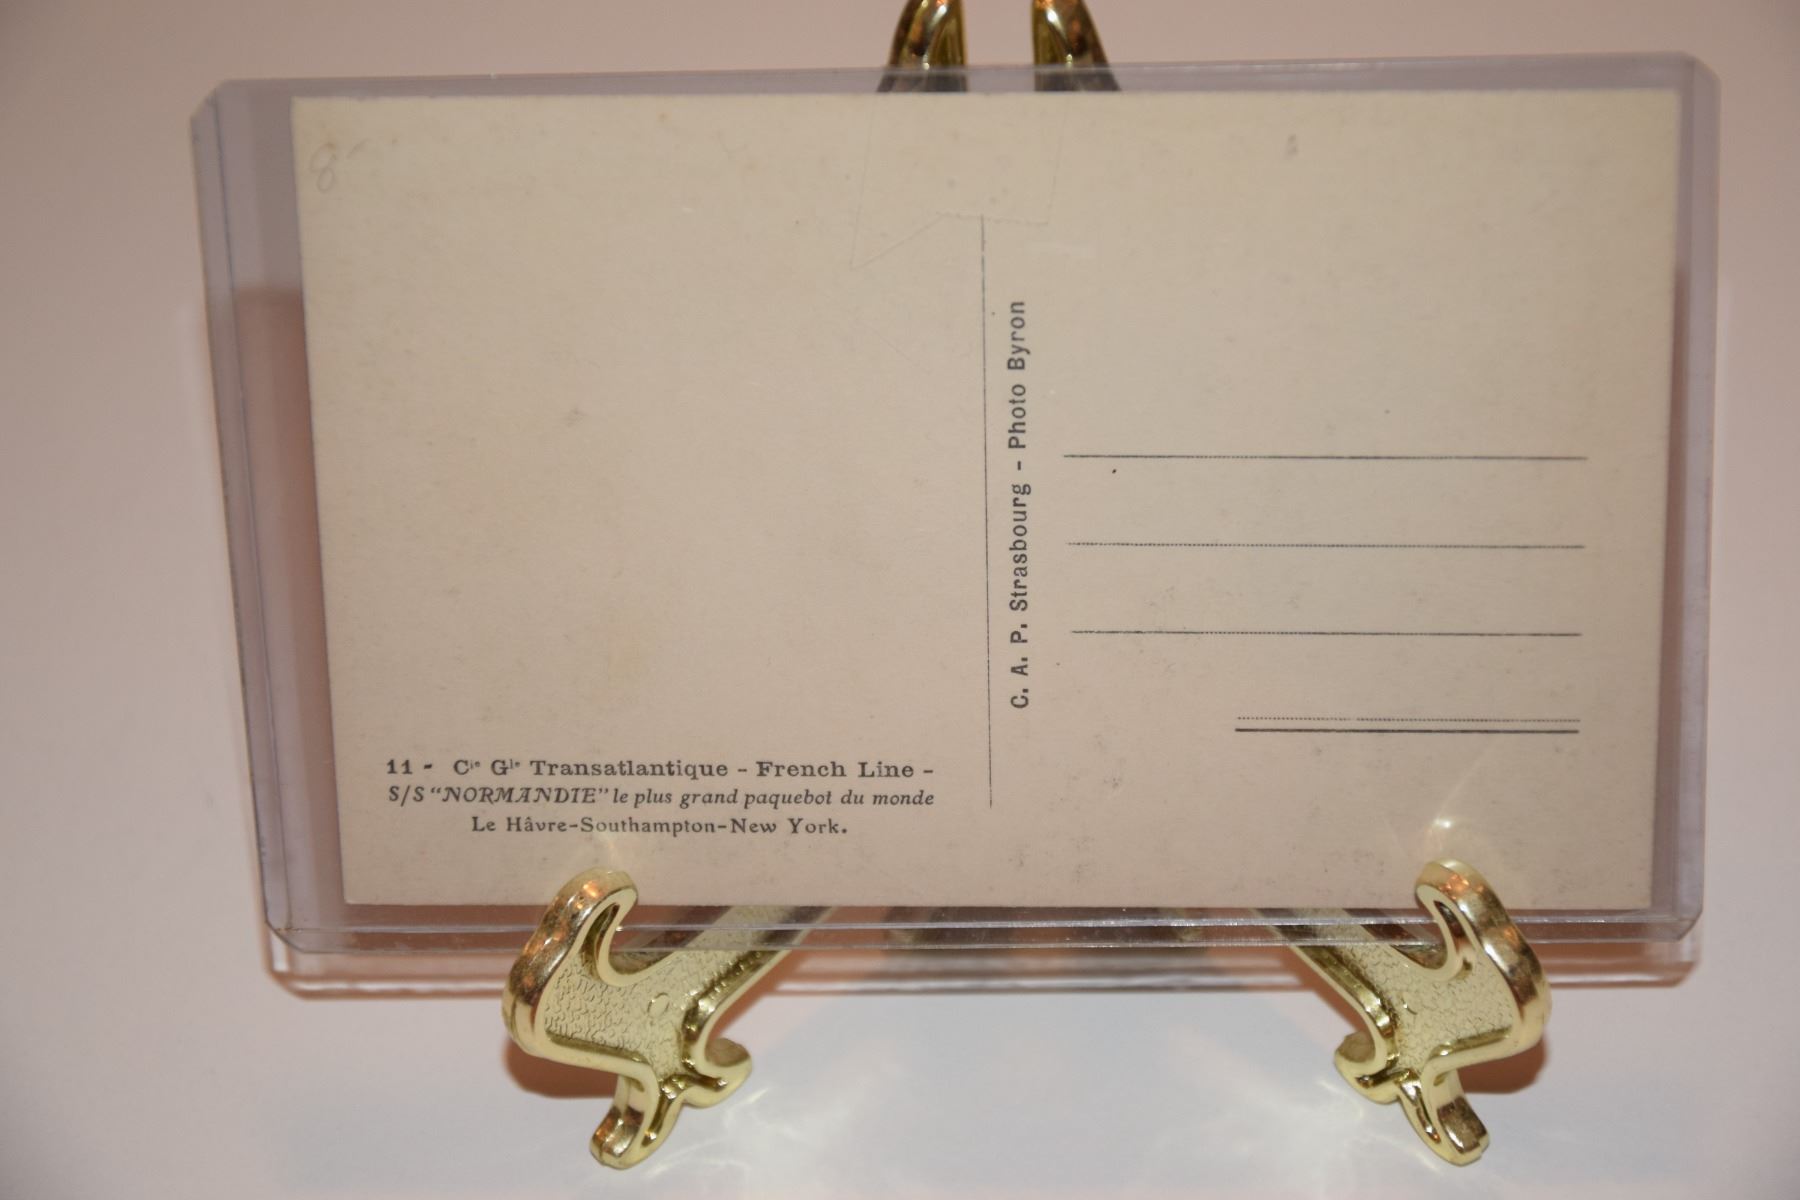 8
11 - Cie Gle Transatlantique - French Line -
S/S "NORMANDIE" le plus grand paquebot du monde
Le Hâvre-Southampton-New York.
C. A. P. Strasbourg - Photo Byron